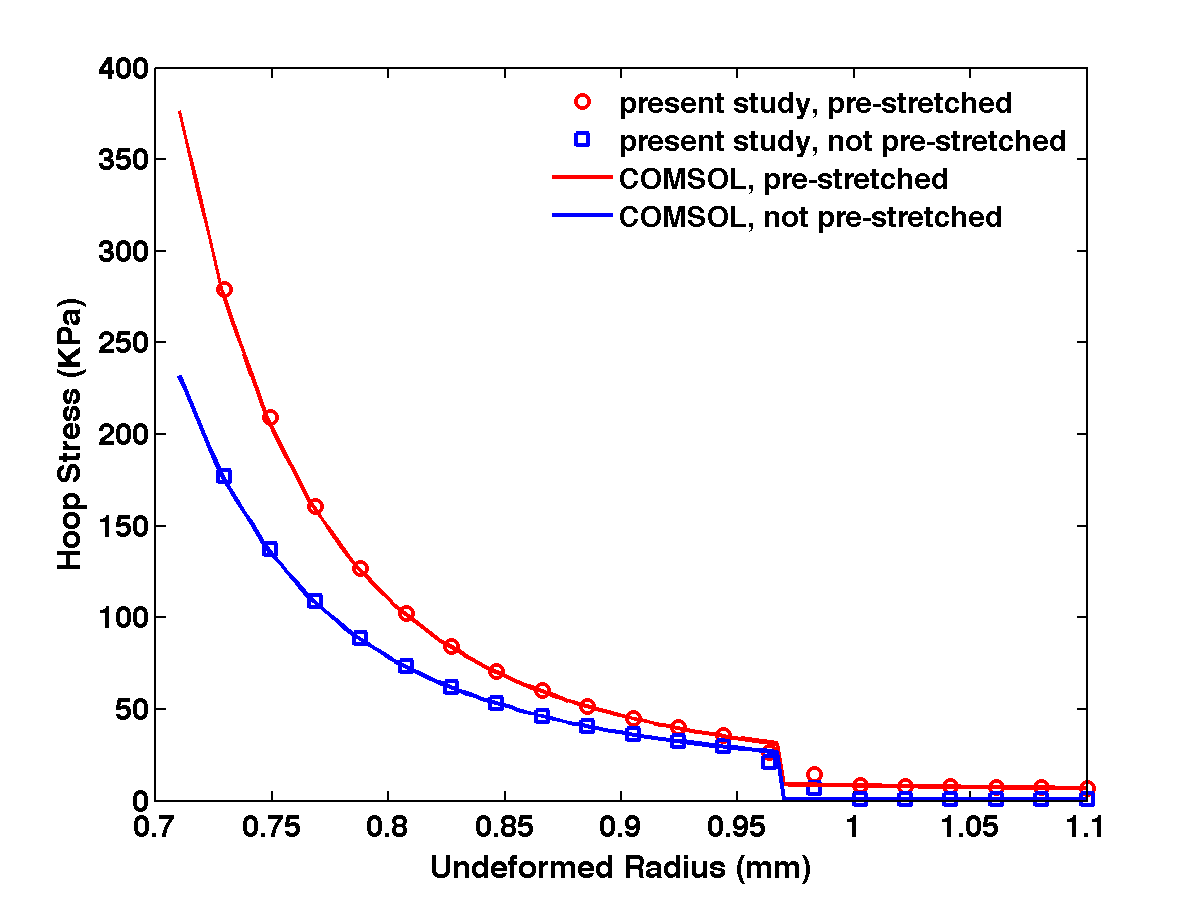 400
350
300
250
200
150
100
50
0
Hoop Stress (KPa)
present study, pre-stretched
present study, not pre-stretched
COMSOL, pre-stretched
COMSOL, not pre-stretched
0.7 0.75 0.8 0.85 0.9 0.95 1 1.05 1.1
Undeformed Radius (mm)